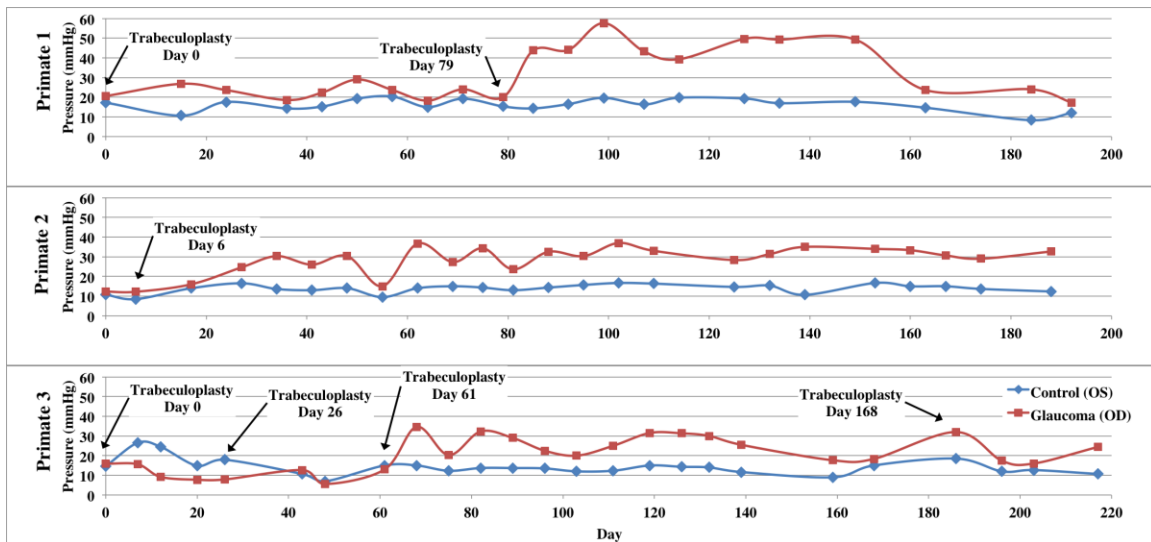 Primate 1
Pressure (mmHg)
60
50
40
30
20
10
0
Trabeculoplasty
Day 0
Trabeculoplasty
Day 79
0 20 40 60 80 100 120 140 160 180 200
Primate 2
Pressure (mmHg)
60
50
40
30
20
10
0
Trabeculoplasty
Day 6
0 20 40 60 80 100 120 140 160 180 200
Primate 3
Pressure (mmHg)
60
50
40
30
20
10
0
Trabeculoplasty
Day 0
Trabeculoplasty
Day 26
Trabeculoplasty
Day 61
Trabeculoplasty
Day 168
Control (OS)
Glaucoma (OD)
0 20 40 60 80 100 120 140 160 180 200 220
Day